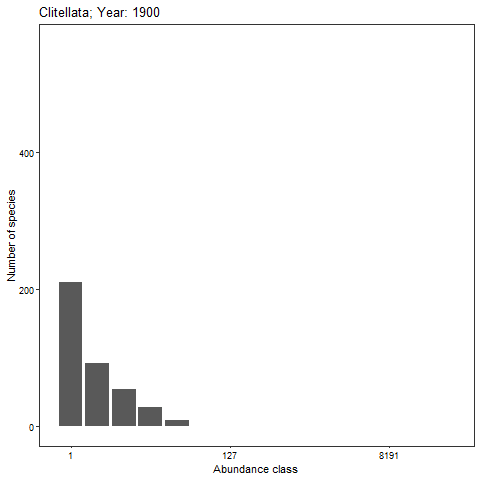 Clitellata; Year: 1900
Number of species
400
200
0
1
127
8191
Abundance class